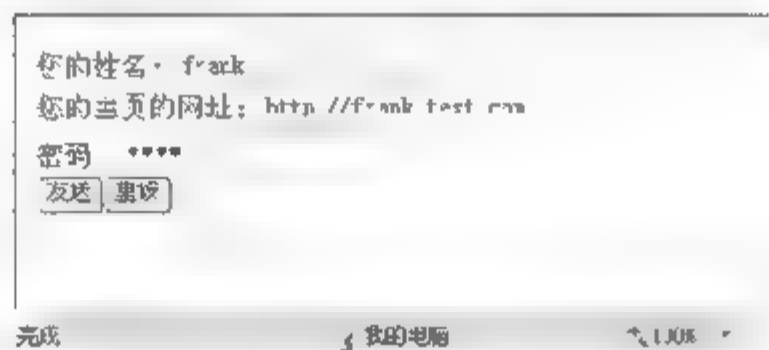 您的姓名: frank
您的主页的网址: http://frank.test.com
密码 ****
发送 重设
完成 我的电脑 100%